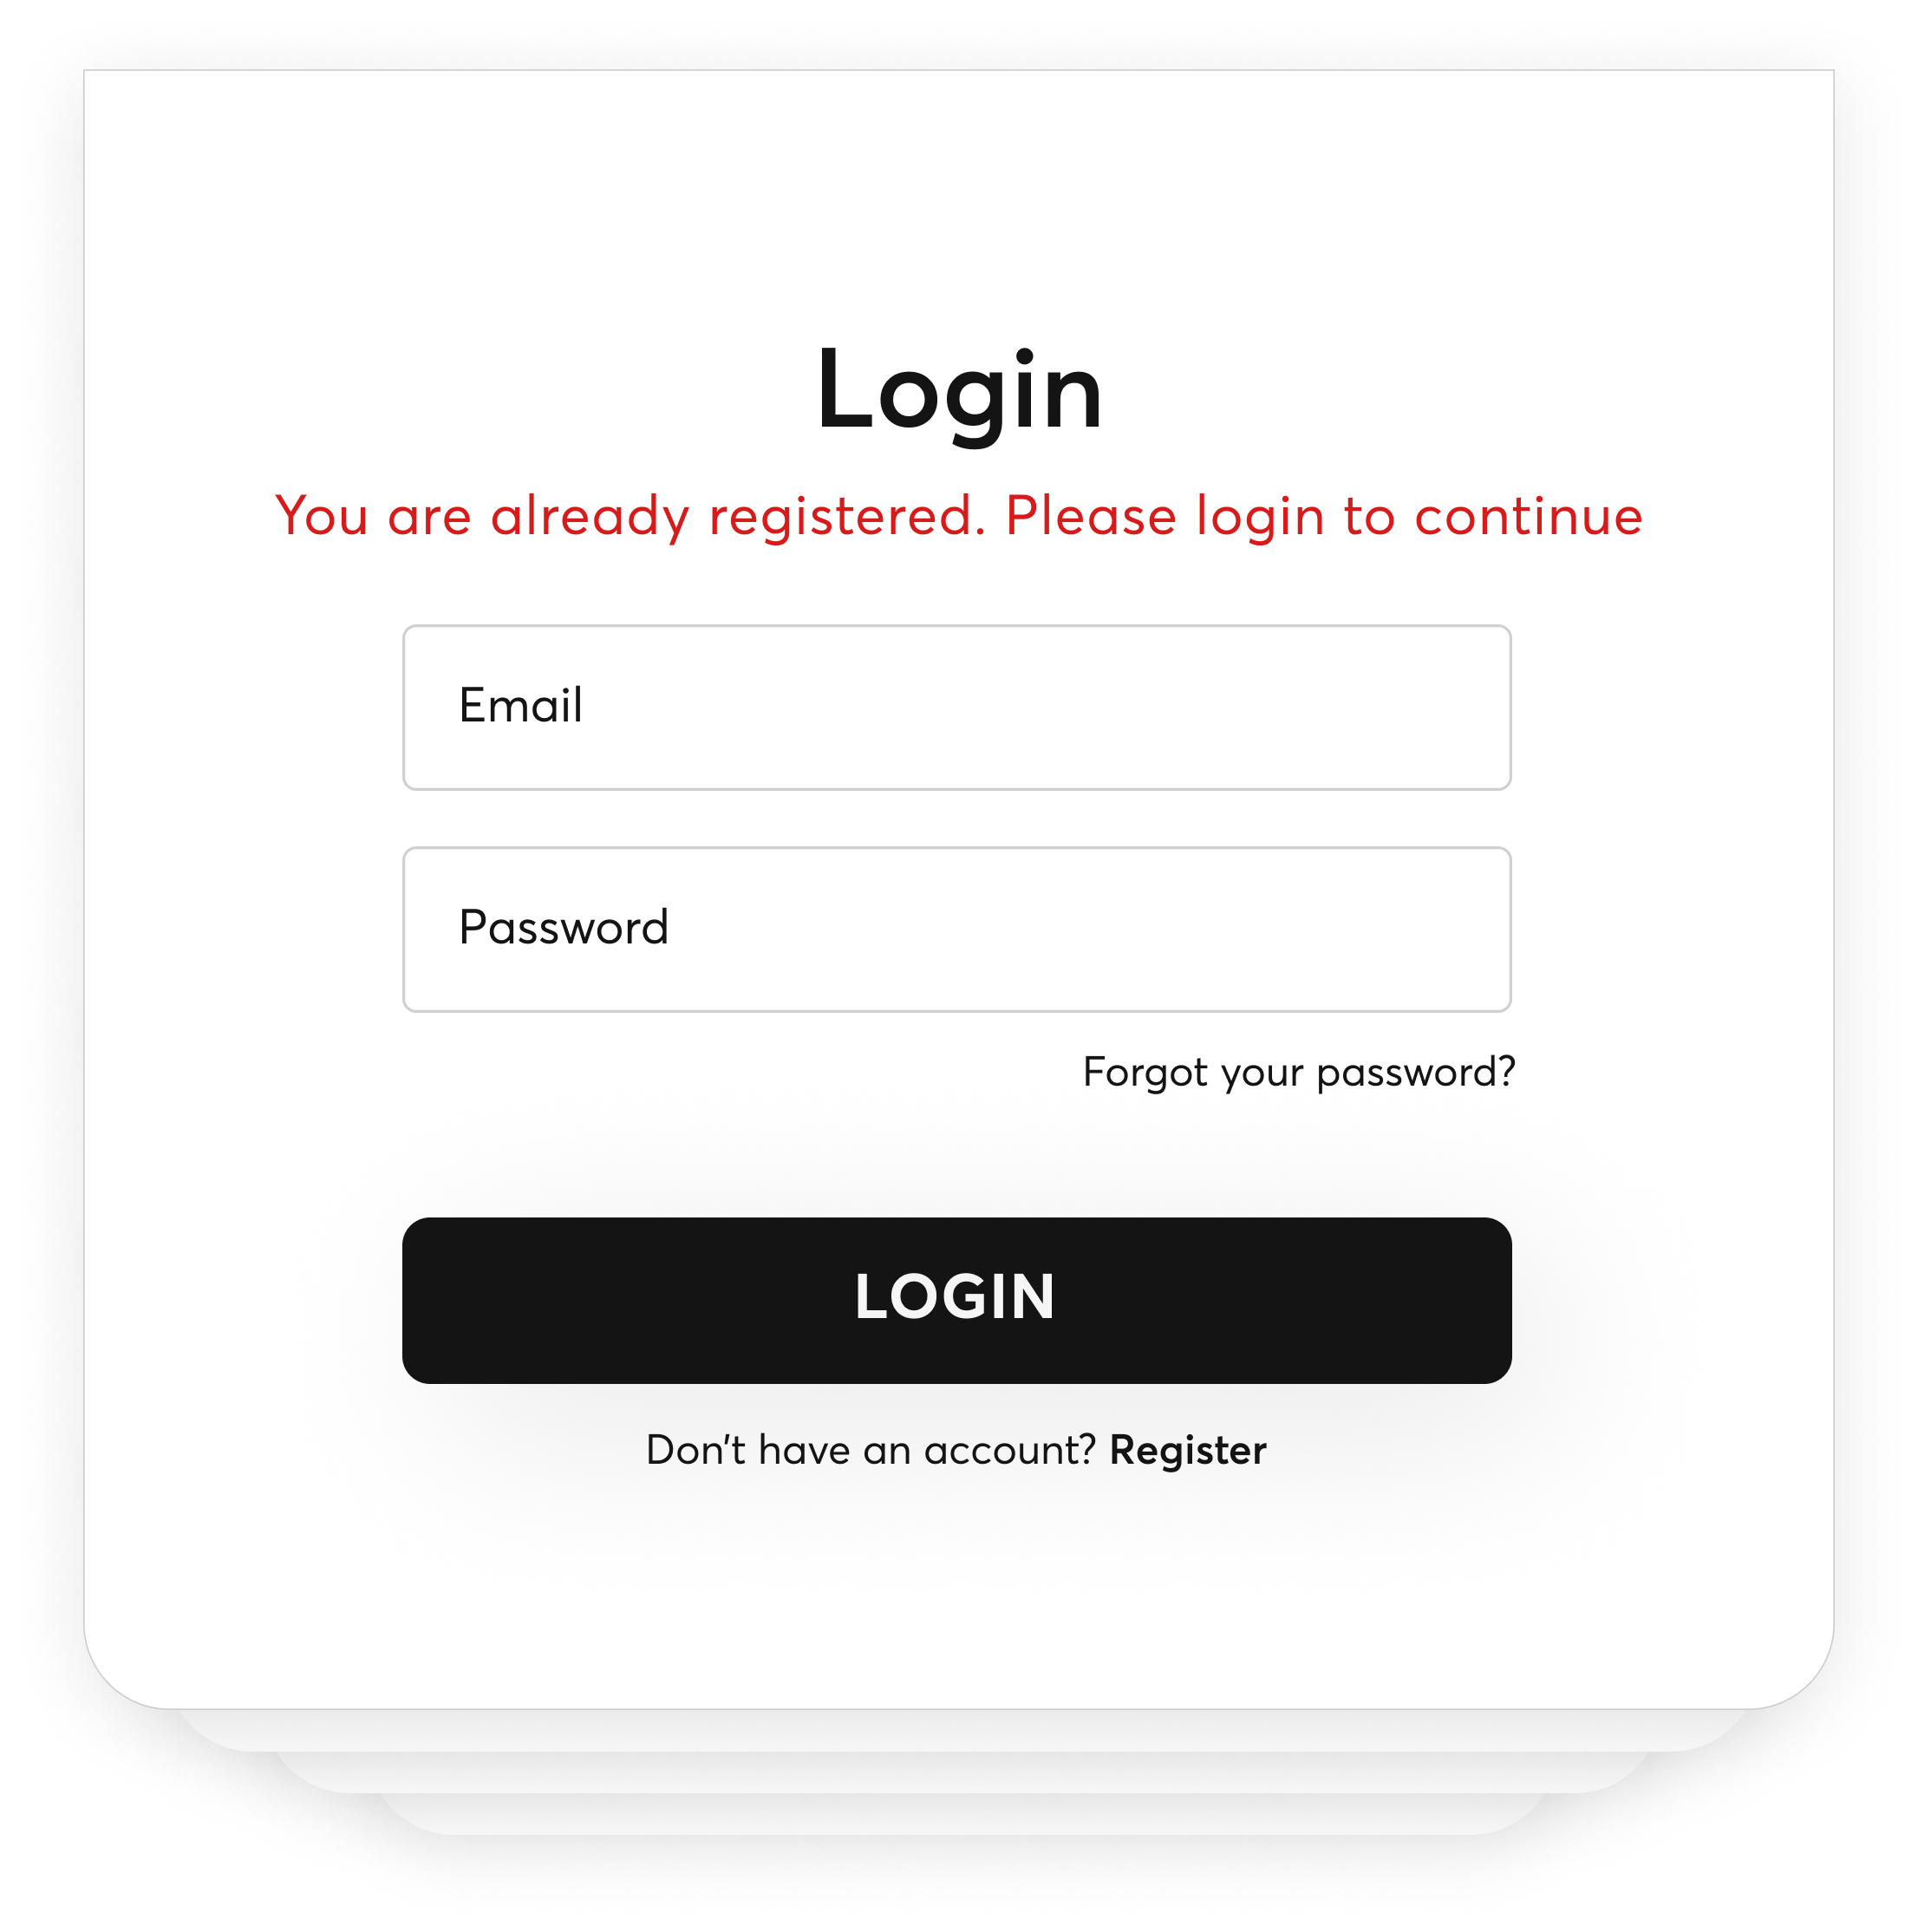 Login
You are already registered. Please login to continue
Email
Password
Forgot your password?
LOGIN
Don't have an account? Register